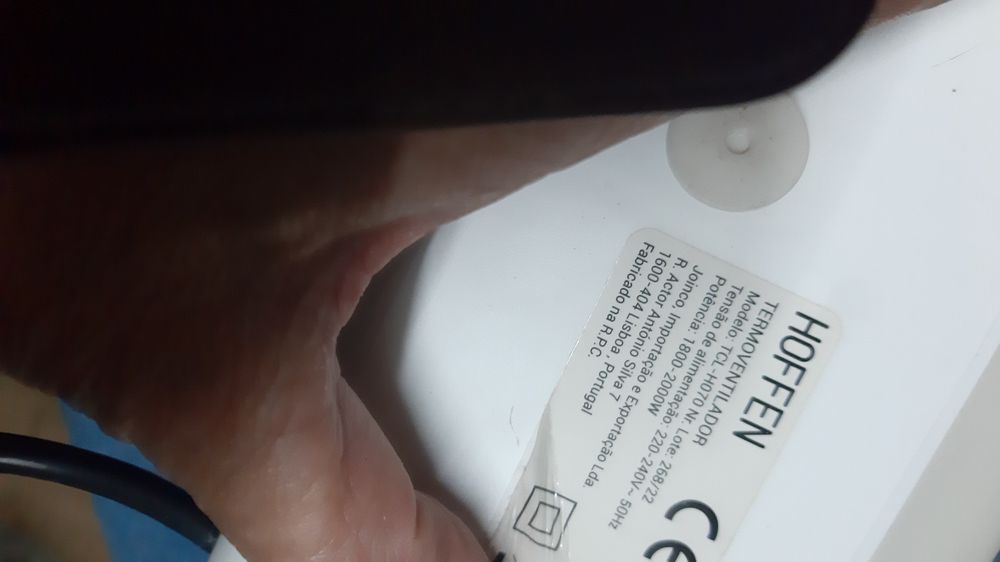 HOFFEN
TERMOVENTILADOR
Modelo: TCL-H070 Nr. Lote: 268/22
Tensão de alimentação: 220-240V~50Hz
Potência: 1800-2000W
Joinco, Importação e Exportação Lda.
R. Actor António Silva 7
1600-404 Lisboa, Portugal
Fabricado na R.P.C.
CE